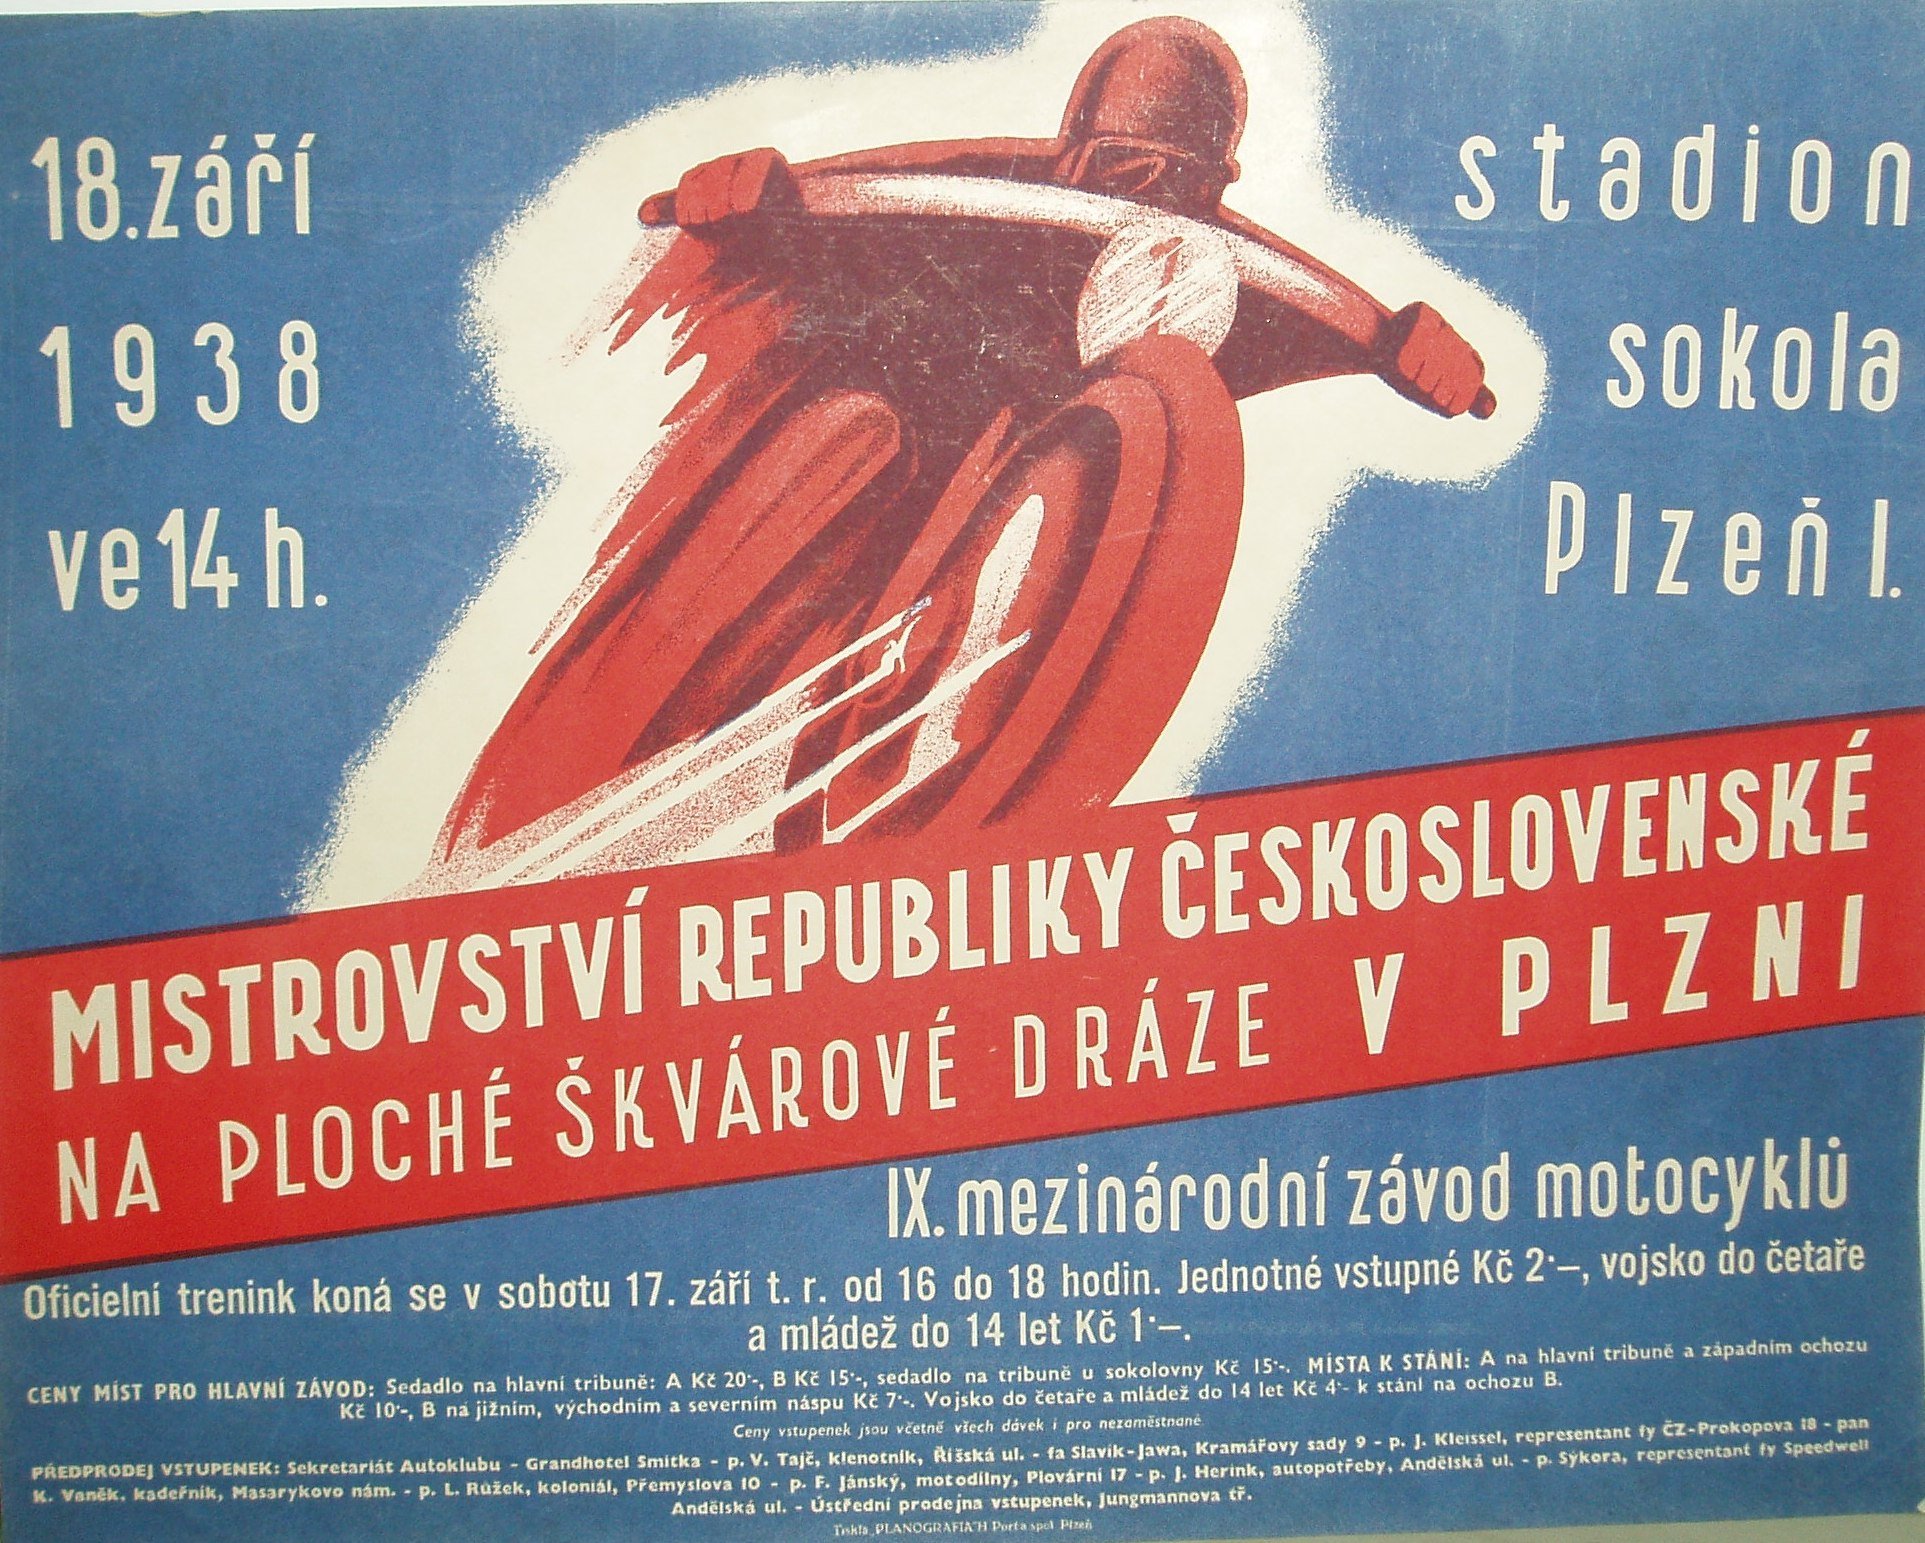 18. září
1938
ve 14 h.
stadion
sokola
Plzeň I.
MISTROVSTVÍ REPUBLIKY ČESKOSLOVENSKÉ
NA PLOCHÉ ŠKVÁROVÉ DRÁZE V PLZNI
IX. mezinárodní závod motocyklů
Oficielní trenink koná se v sobotu 17. září t. r. od 16 do 18 hodin. Jednotné vstupné Kč 2·–, vojsko do četaře
a mládež do 14 let Kč 1·–.
CENY MÍST PRO HLAVNÍ ZÁVOD: Sedadlo na hlavní tribuně: A Kč 20·-, B Kč 15·-, sedadlo na tribuně u sokolovny Kč 15·-. MÍSTA K STÁNÍ: A na hlavní tribuně a západním ochozu
Kč 10·-, B na jižním, východním a severním náspu Kč 7·-. Vojsko do četaře a mládež do 14 let Kč 4·- k stání na ochozu B.
Ceny vstupenek jsou včetně všech dávek i pro nezaměstnané.
PŘEDPRODEJ VSTUPENEK: Sekretariát Autoklubu - Grandhotel Smitka - p. V. Tajč, klenotník, Říšská ul. - fa Slavík-Jawa, Kramářovy sady 9 - p. J. Kleissel, representant fy ČZ-Prokopova 18 - pan
K. Vaněk, kadeřník, Masarykovo nám. - p. L. Růžek, koloniál, Přemyslova 10 - p. F. Jánský, motodílny, Plovární 17 - p. J. Herink, autopotřeby, Andělská ul. - p. Sýkora, representant fy Speedwell
Andělská ul. - Ústřední prodejna vstupenek, Jungmannova tř.
Tiskla „PLANOGRAFIA“ H Porta spol Plzeň